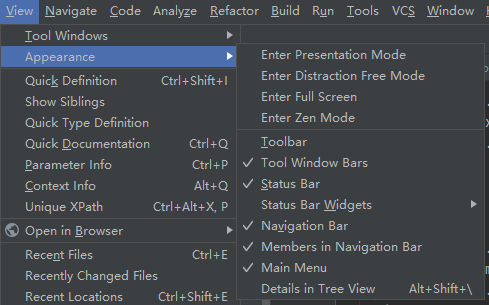 View Navigate Code Analyze Refactor Build Run Tools VCS Window
Tool Windows
Appearance
Quick Definition Ctrl+Shift+I
Show Siblings
Quick Type Definition
Quick Documentation Ctrl+Q
Parameter Info Ctrl+P
Context Info Alt+Q
Unique XPath Ctrl+Alt+X, P
Open in Browser
Recent Files Ctrl+E
Recently Changed Files
Recent Locations Ctrl+Shift+E
Enter Presentation Mode
Enter Distraction Free Mode
Enter Full Screen
Enter Zen Mode
Toolbar
Tool Window Bars
Status Bar
Status Bar Widgets
Navigation Bar
Members in Navigation Bar
Main Menu
Details in Tree View Alt+Shift+\